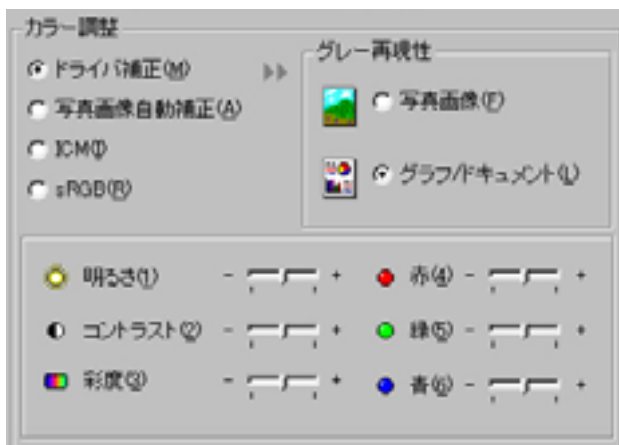 カラー調整
ドライバ補正(M)
写真画像自動補正(A)
ICM(I)
sRGB(R)
グレー再現性
写真画像(F)
グラフ/ドキュメント(L)
明るさ(1) - +
コントラスト(2) - +
彩度(3) - +
赤(4) - +
緑(5) - +
青(6) - +